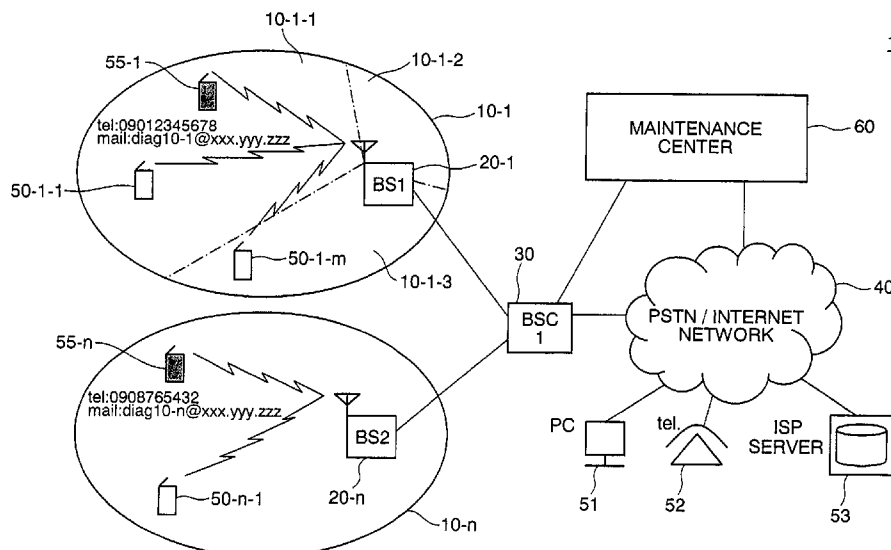 10-1-1
1
55-1
10-1-2
tel:09012345678
mail:diag10-1@xxx.yyy.zzz
10-1
MAINTENANCE
CENTER
60
50-1-1
BS1
20-1
50-1-m
10-1-3
30
BSC
1
40
PSTN / INTERNET
NETWORK
55-n
tel:0908765432
mail:diag10-n@xxx.yyy.zzz
BS2
50-n-1
20-n
10-n
PC
51
tel.
52
ISP
SERVER
53